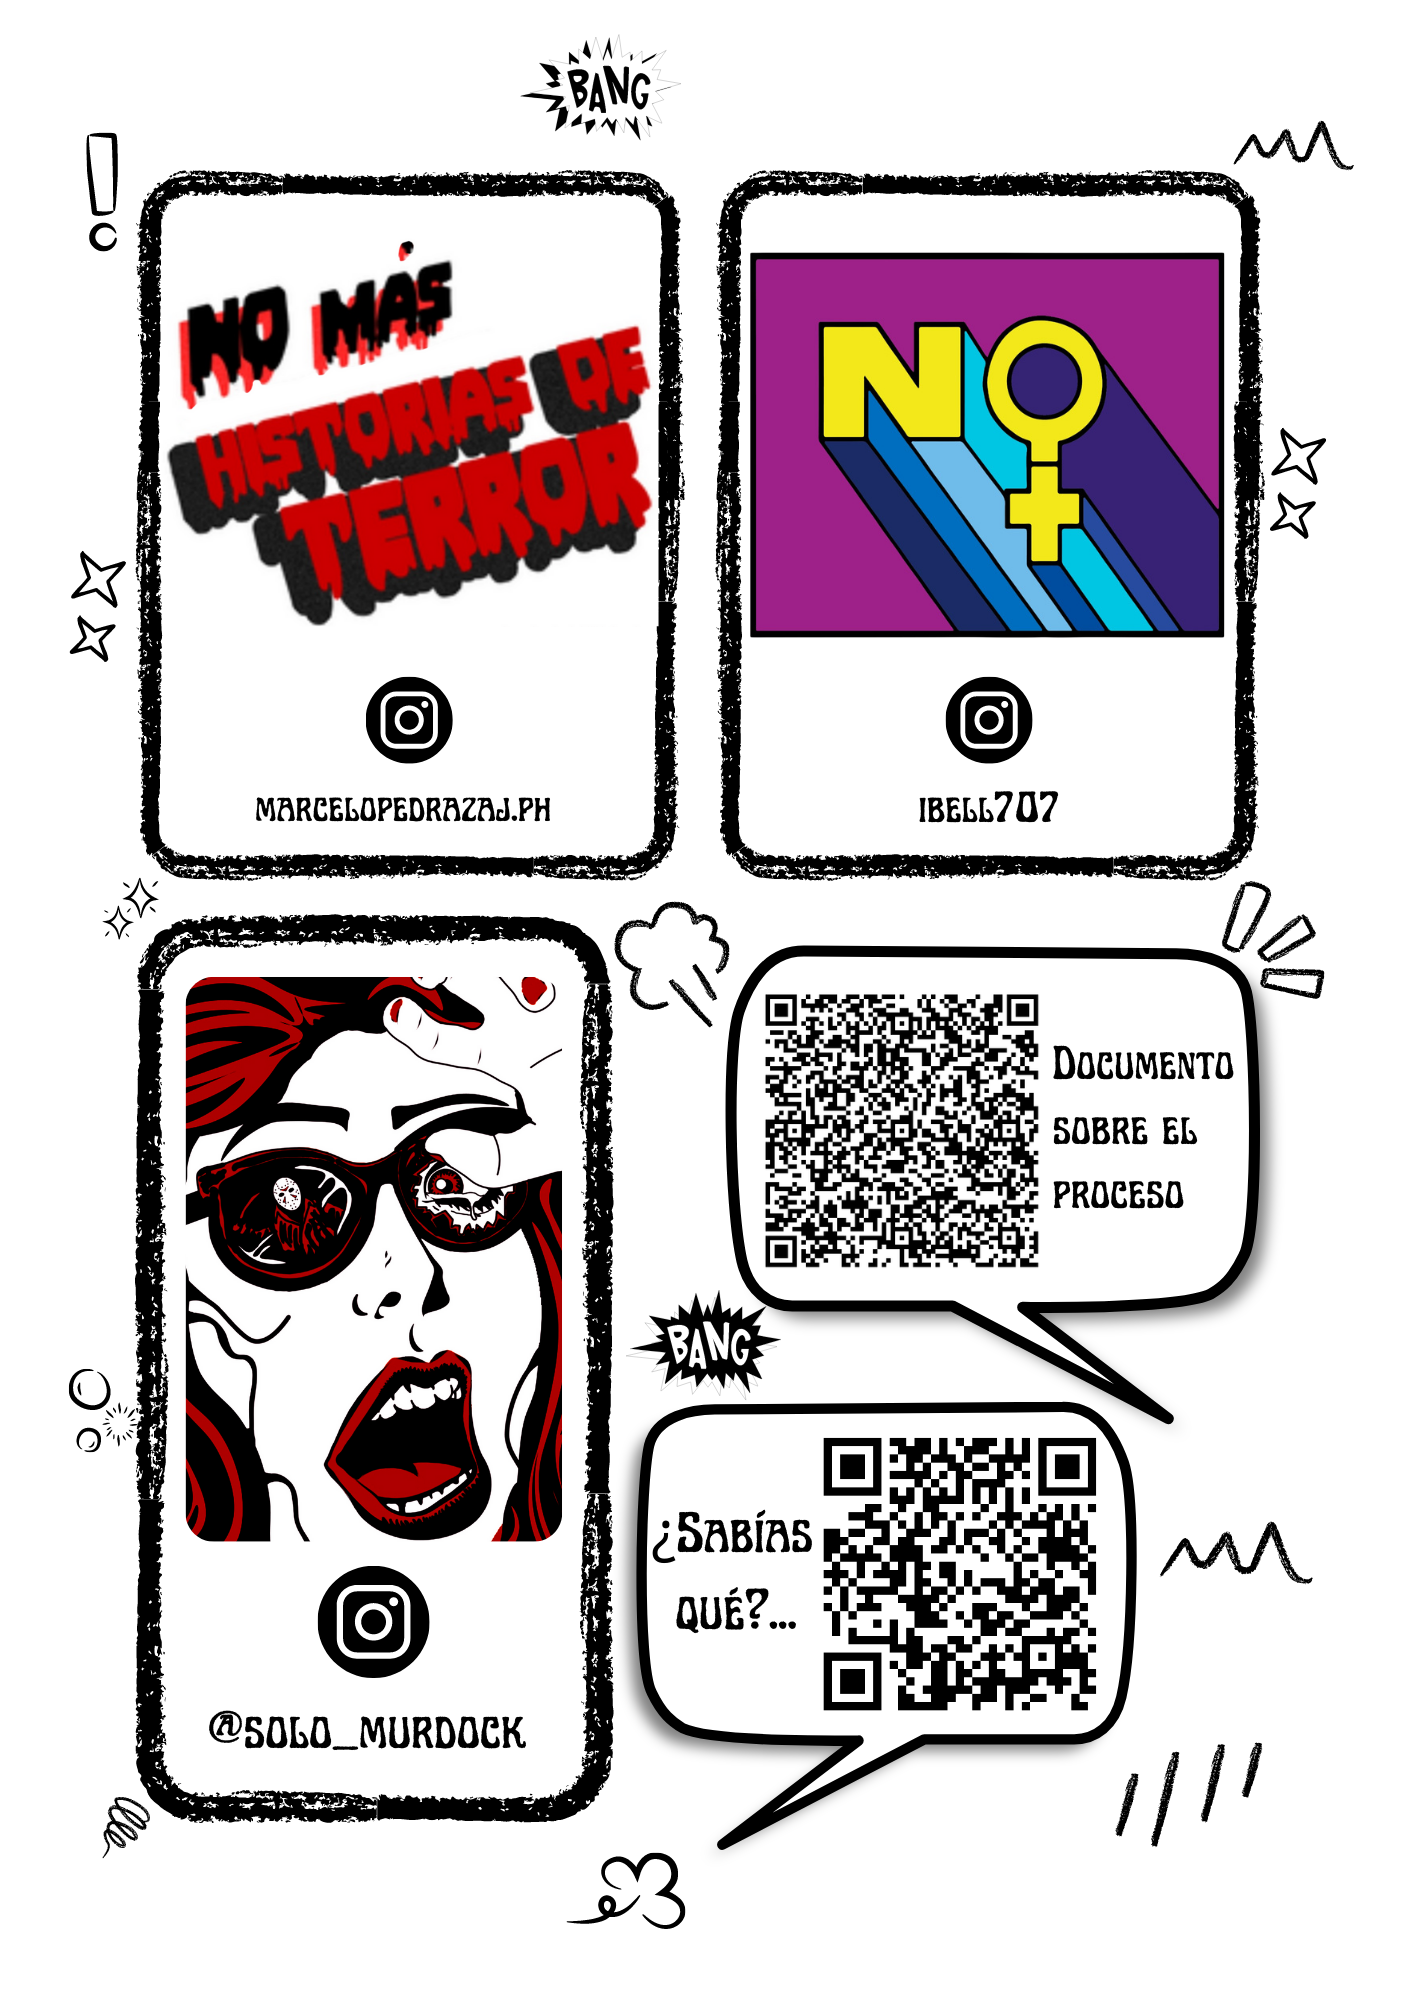 BANG
NO MÁS
HISTORIAS DE
TERROR
NO
MARCELOPEDRAZAJ.PH
IBELL707
DOCUMENTO
SOBRE EL
PROCESO
BANG
¿SABÍAS
QUÉ?...
@SOLO_MURDOCK